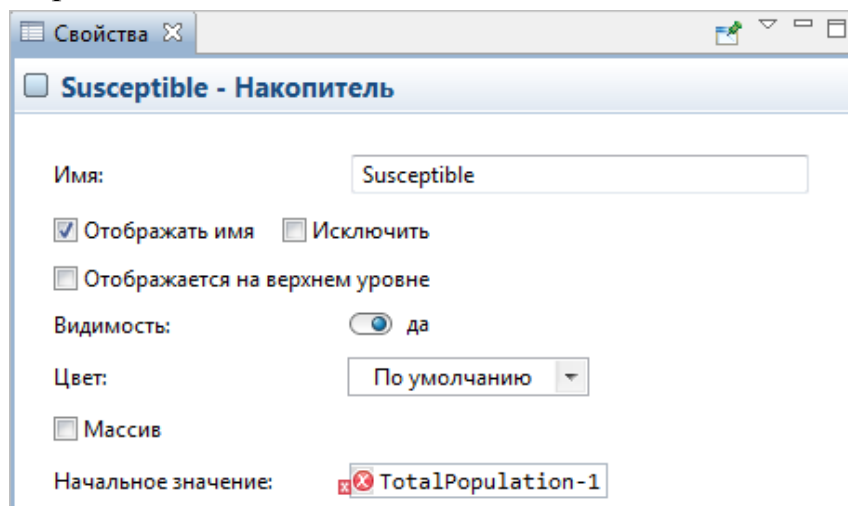 Свойства
Susceptible - Накопитель
Имя: Susceptible
Отображать имя Исключить
Отображается на верхнем уровне
Видимость: да
Цвет: По умолчанию
Массив
Начальное значение: TotalPopulation-1